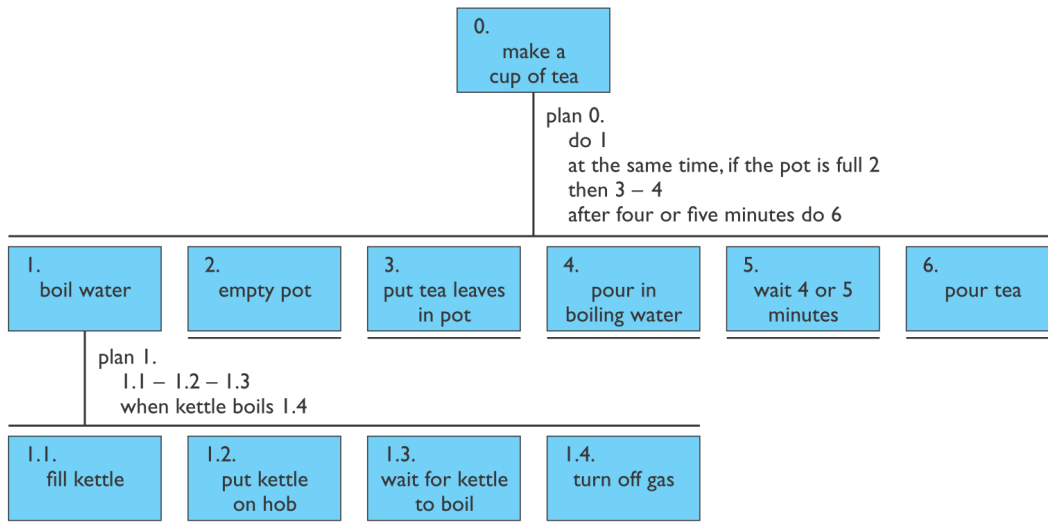 0.
make a
cup of tea
plan 0.
do 1
at the same time, if the pot is full 2
then 3 – 4
after four or five minutes do 6
1.
boil water
2.
empty pot
3.
put tea leaves
in pot
4.
pour in
boiling water
5.
wait 4 or 5
minutes
6.
pour tea
plan 1.
1.1 – 1.2 – 1.3
when kettle boils 1.4
1.1.
fill kettle
1.2.
put kettle
on hob
1.3.
wait for kettle
to boil
1.4.
turn off gas